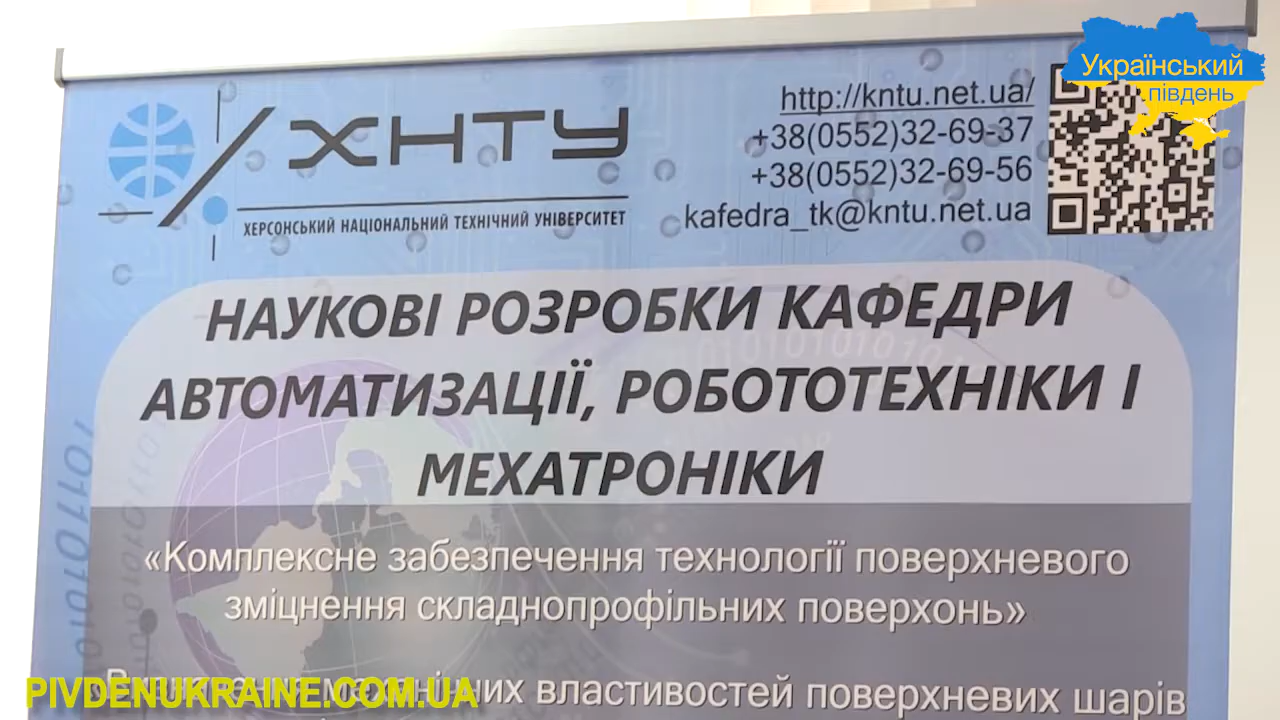 Український
південь
ХНТУ
ХЕРСОНСЬКИЙ НАЦІОНАЛЬНИЙ ТЕХНІЧНИЙ УНІВЕРСИТЕТ
http://kntu.net.ua/
+38(0552)32-69-37
+38(0552)32-69-56
kafedra_tk@kntu.net.ua
НАУКОВІ РОЗРОБКИ КАФЕДРИ
АВТОМАТИЗАЦІЇ, РОБОТОТЕХНІКИ І
МЕХАТРОНІКИ
«Комплексне забезпечення технології поверхневого
зміцнення складнопрофільних поверхонь»
механічних властивостей поверхневих шарів
PIVDENUKRAINE.COM.UA